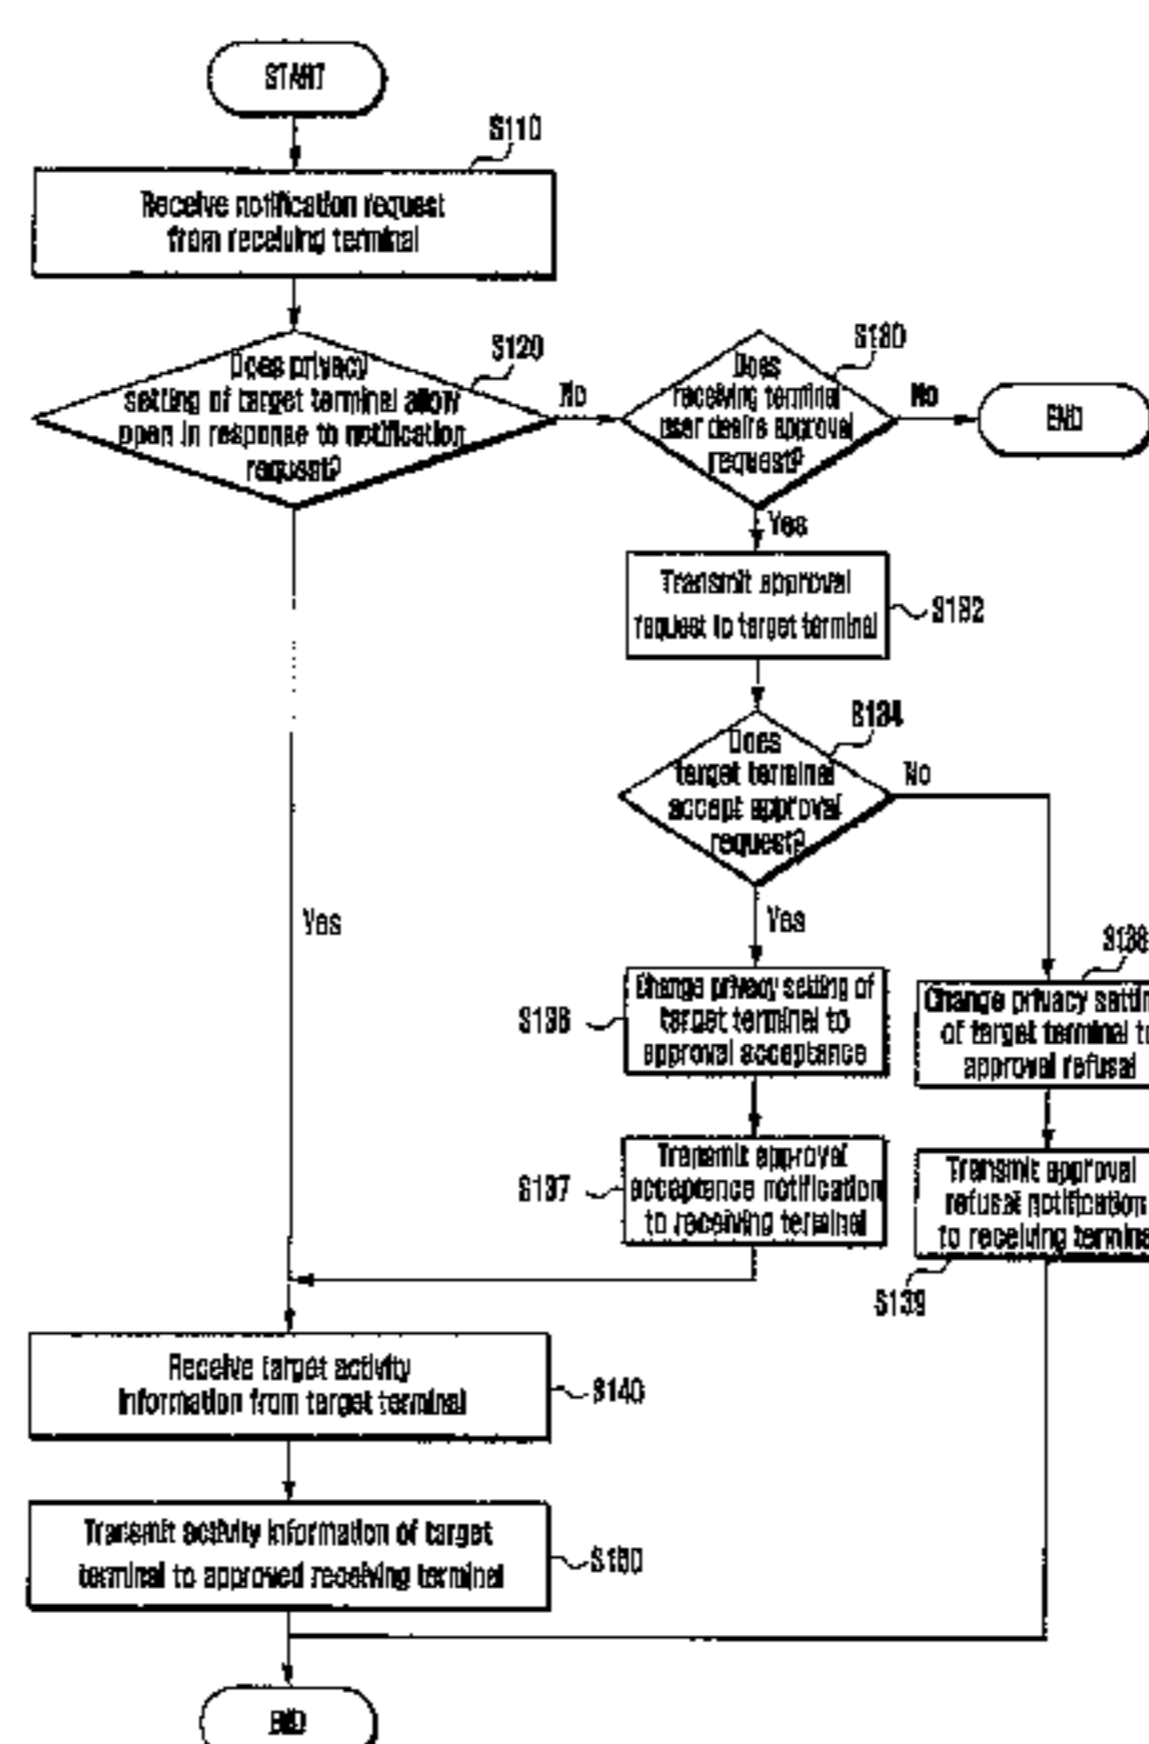 START
S110
Receive notification request
from receiving terminal
Does privacy
setting of target terminal allow
open in response to notification
request?
S120
No
Does
receiving terminal
user desire approval
request?
S130
No
END
Yes
Transmit approval
request to target terminal
S132
Does
target terminal
accept approval
request?
S134
No
Yes
Yes
S136
Change privacy setting of
target terminal to
approval acceptance
S138
Change privacy settin
of target terminal to
approval refusal
S137
Transmit approval
acceptance notification
to receiving terminal
Transmit approval
refusal notification
to receiving termina
S139
Receive target activity
information from target terminal
S140
Transmit activity information of target
terminal to approved receiving terminal
S150
END